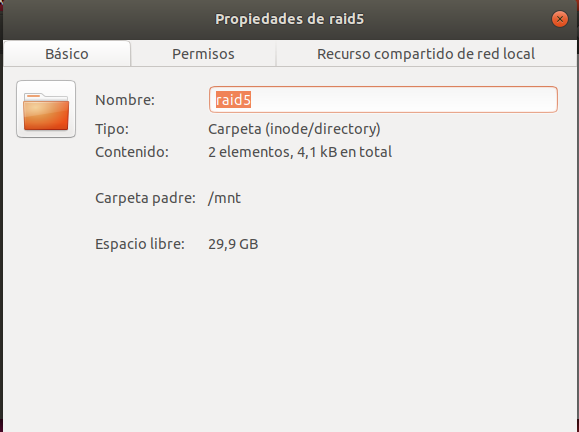 Propiedades de raid5
Básico Permisos Recurso compartido de red local
Nombre: raid5
Tipo: Carpeta (inode/directory)
Contenido: 2 elementos, 4,1 kB en total
Carpeta padre: /mnt
Espacio libre: 29,9 GB